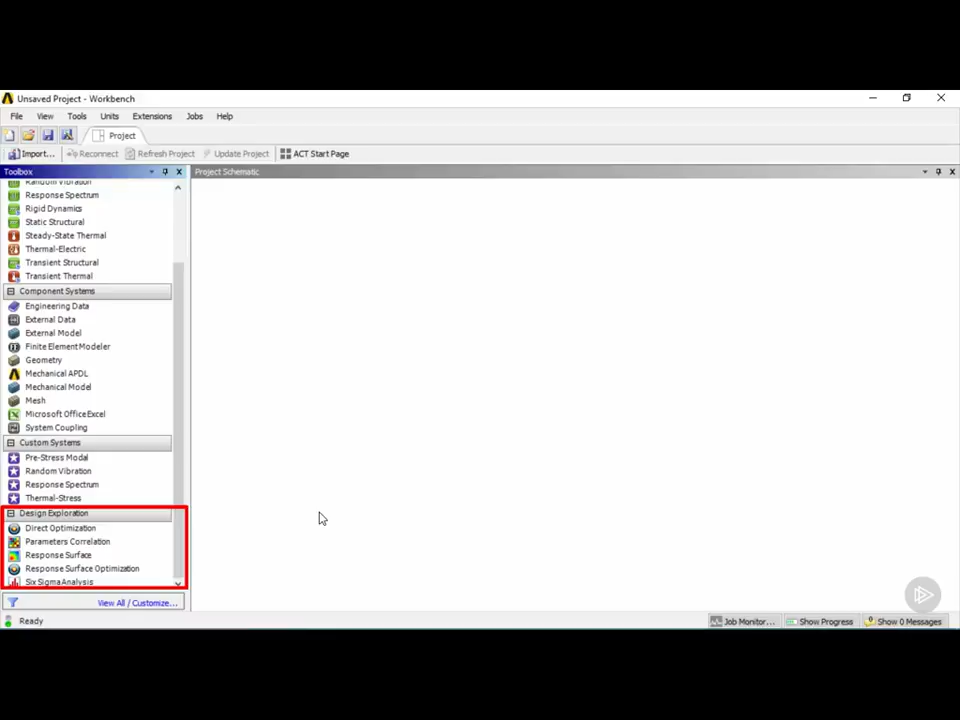 Unsaved Project - Workbench
File View Tools Units Extensions Jobs Help
Project
Import... Reconnect Refresh Project Update Project ACT Start Page
Toolbox
Project Schematic
Random Vibration
Response Spectrum
Rigid Dynamics
Static Structural
Steady-State Thermal
Thermal-Electric
Transient Structural
Transient Thermal
Component Systems
Engineering Data
External Data
External Model
Finite Element Modeler
Geometry
Mechanical APDL
Mechanical Model
Mesh
Microsoft Office Excel
System Coupling
Custom Systems
Pre-Stress Modal
Random Vibration
Response Spectrum
Thermal-Stress
Design Exploration
Direct Optimization
Parameters Correlation
Response Surface
Response Surface Optimization
Six Sigma Analysis
View All / Customize...
Ready
Job Monitor... Show Progress Show 0 Messages